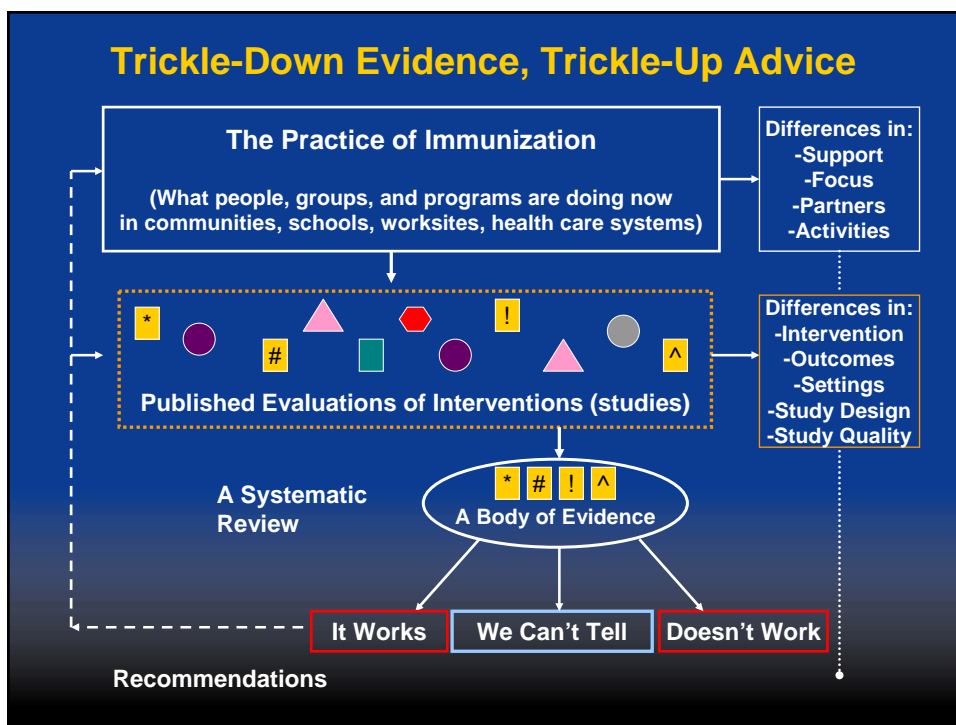 Trickle-Down Evidence, Trickle-Up Advice
The Practice of Immunization
(What people, groups, and programs are doing now
in communities, schools, worksites, health care systems)
Differences in:
-Support
-Focus
-Partners
-Activities
*
!
#
^
Published Evaluations of Interventions (studies)
Differences in:
-Intervention
-Outcomes
-Settings
-Study Design
-Study Quality
A Systematic
Review
* # ! ^
A Body of Evidence
It Works
We Can't Tell
Doesn't Work
Recommendations